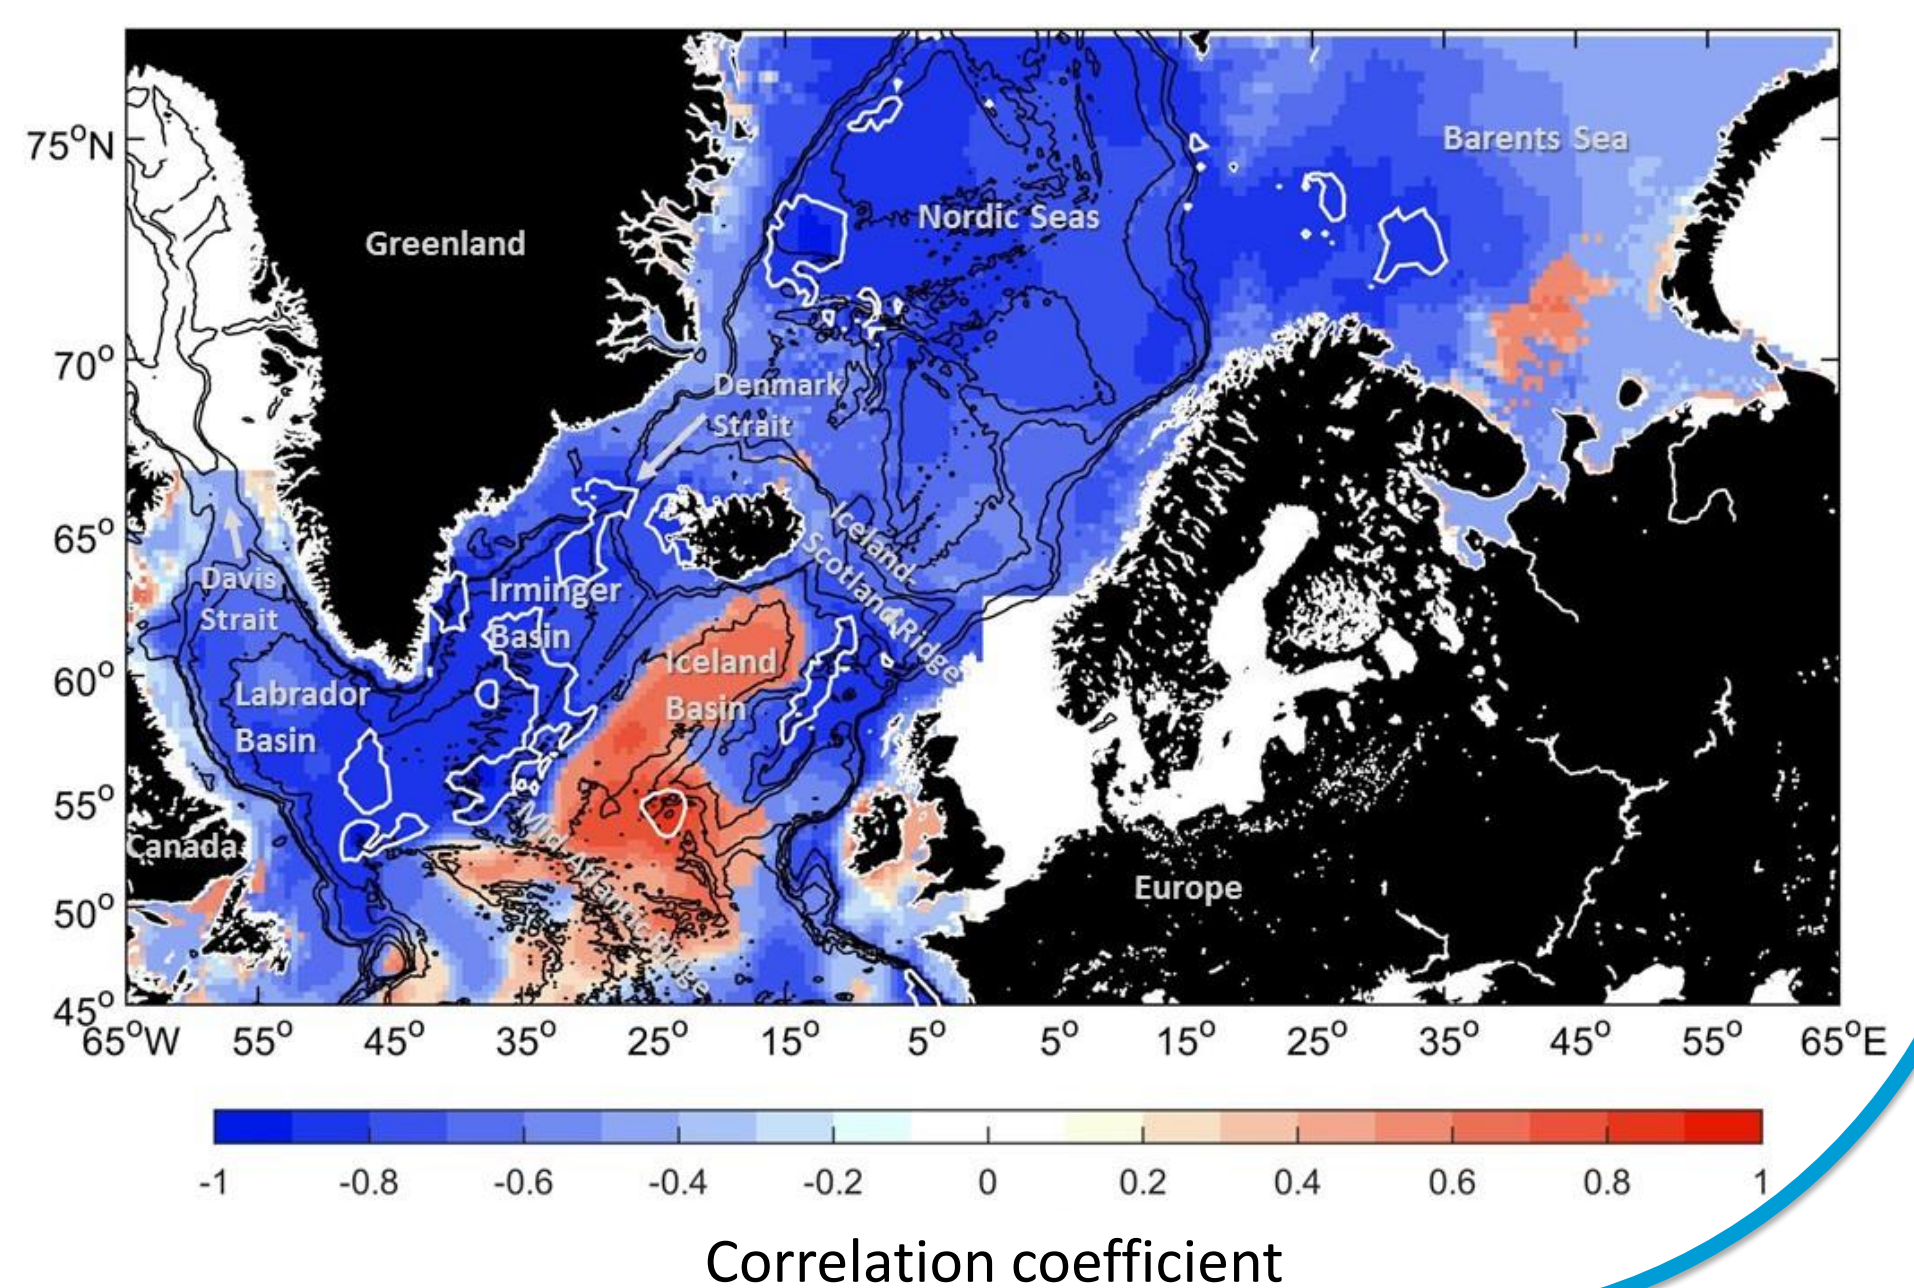 75°N
Barents Sea
Nordic Seas
Greenland
70°
Denmark
Strait
65°
Iceland-
Scotland Ridge
Davis
Strait
Irminger
Basin
60°
Iceland
Basin
Labrador
Basin
55°
Mid Atlantic Ridge
Canada
Europe
50°
45°
65°W 55° 45° 35° 25° 15° 5° 5° 15° 25° 35° 45° 55° 65°E
-1 -0.8 -0.6 -0.4 -0.2 0 0.2 0.4 0.6 0.8 1
Correlation coefficient